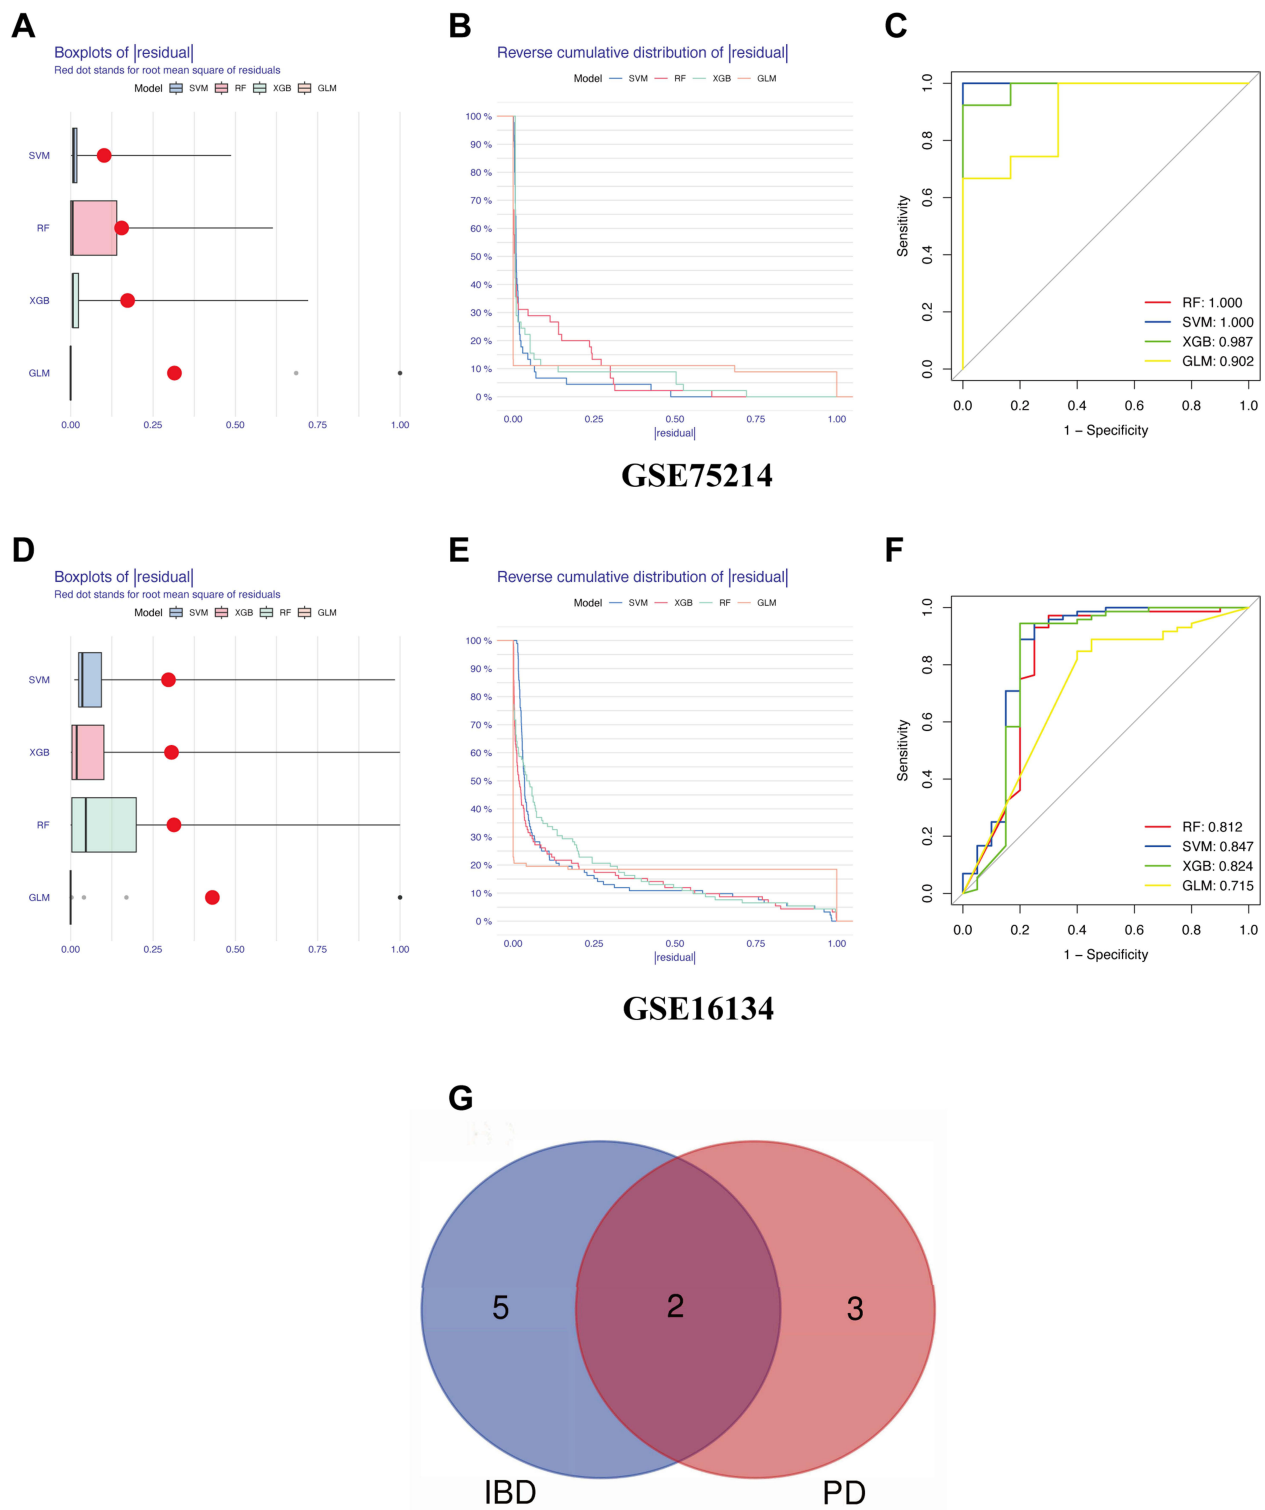 A
Boxplots of |residual|
Red dot stands for root mean square of residuals
Model SVM RF XGB GLM
SVM
RF
XGB
GLM
0.00 0.25 0.50 0.75 1.00
B
Reverse cumulative distribution of |residual|
Model SVM RF XGB GLM
100 %
90 %
80 %
70 %
60 %
50 %
40 %
30 %
20 %
10 %
0 %
0.00 0.25 0.50 0.75 1.00
|residual|
C
Sensitivity
1.0
0.8
0.6
0.4
0.2
0.0
RF: 1.000
SVM: 1.000
XGB: 0.987
GLM: 0.902
0.0 0.2 0.4 0.6 0.8 1.0
1 − Specificity
GSE75214
D
Boxplots of |residual|
Red dot stands for root mean square of residuals
Model SVM XGB RF GLM
SVM
XGB
RF
GLM
0.00 0.25 0.50 0.75 1.00
E
Reverse cumulative distribution of |residual|
Model SVM XGB RF GLM
100 %
90 %
80 %
70 %
60 %
50 %
40 %
30 %
20 %
10 %
0 %
0.00 0.25 0.50 0.75 1.00
|residual|
F
Sensitivity
1.0
0.8
0.6
0.4
0.2
0.0
RF: 0.812
SVM: 0.847
XGB: 0.824
GLM: 0.715
0.0 0.2 0.4 0.6 0.8 1.0
1 − Specificity
GSE16134
G
5 2 3
IBD PD